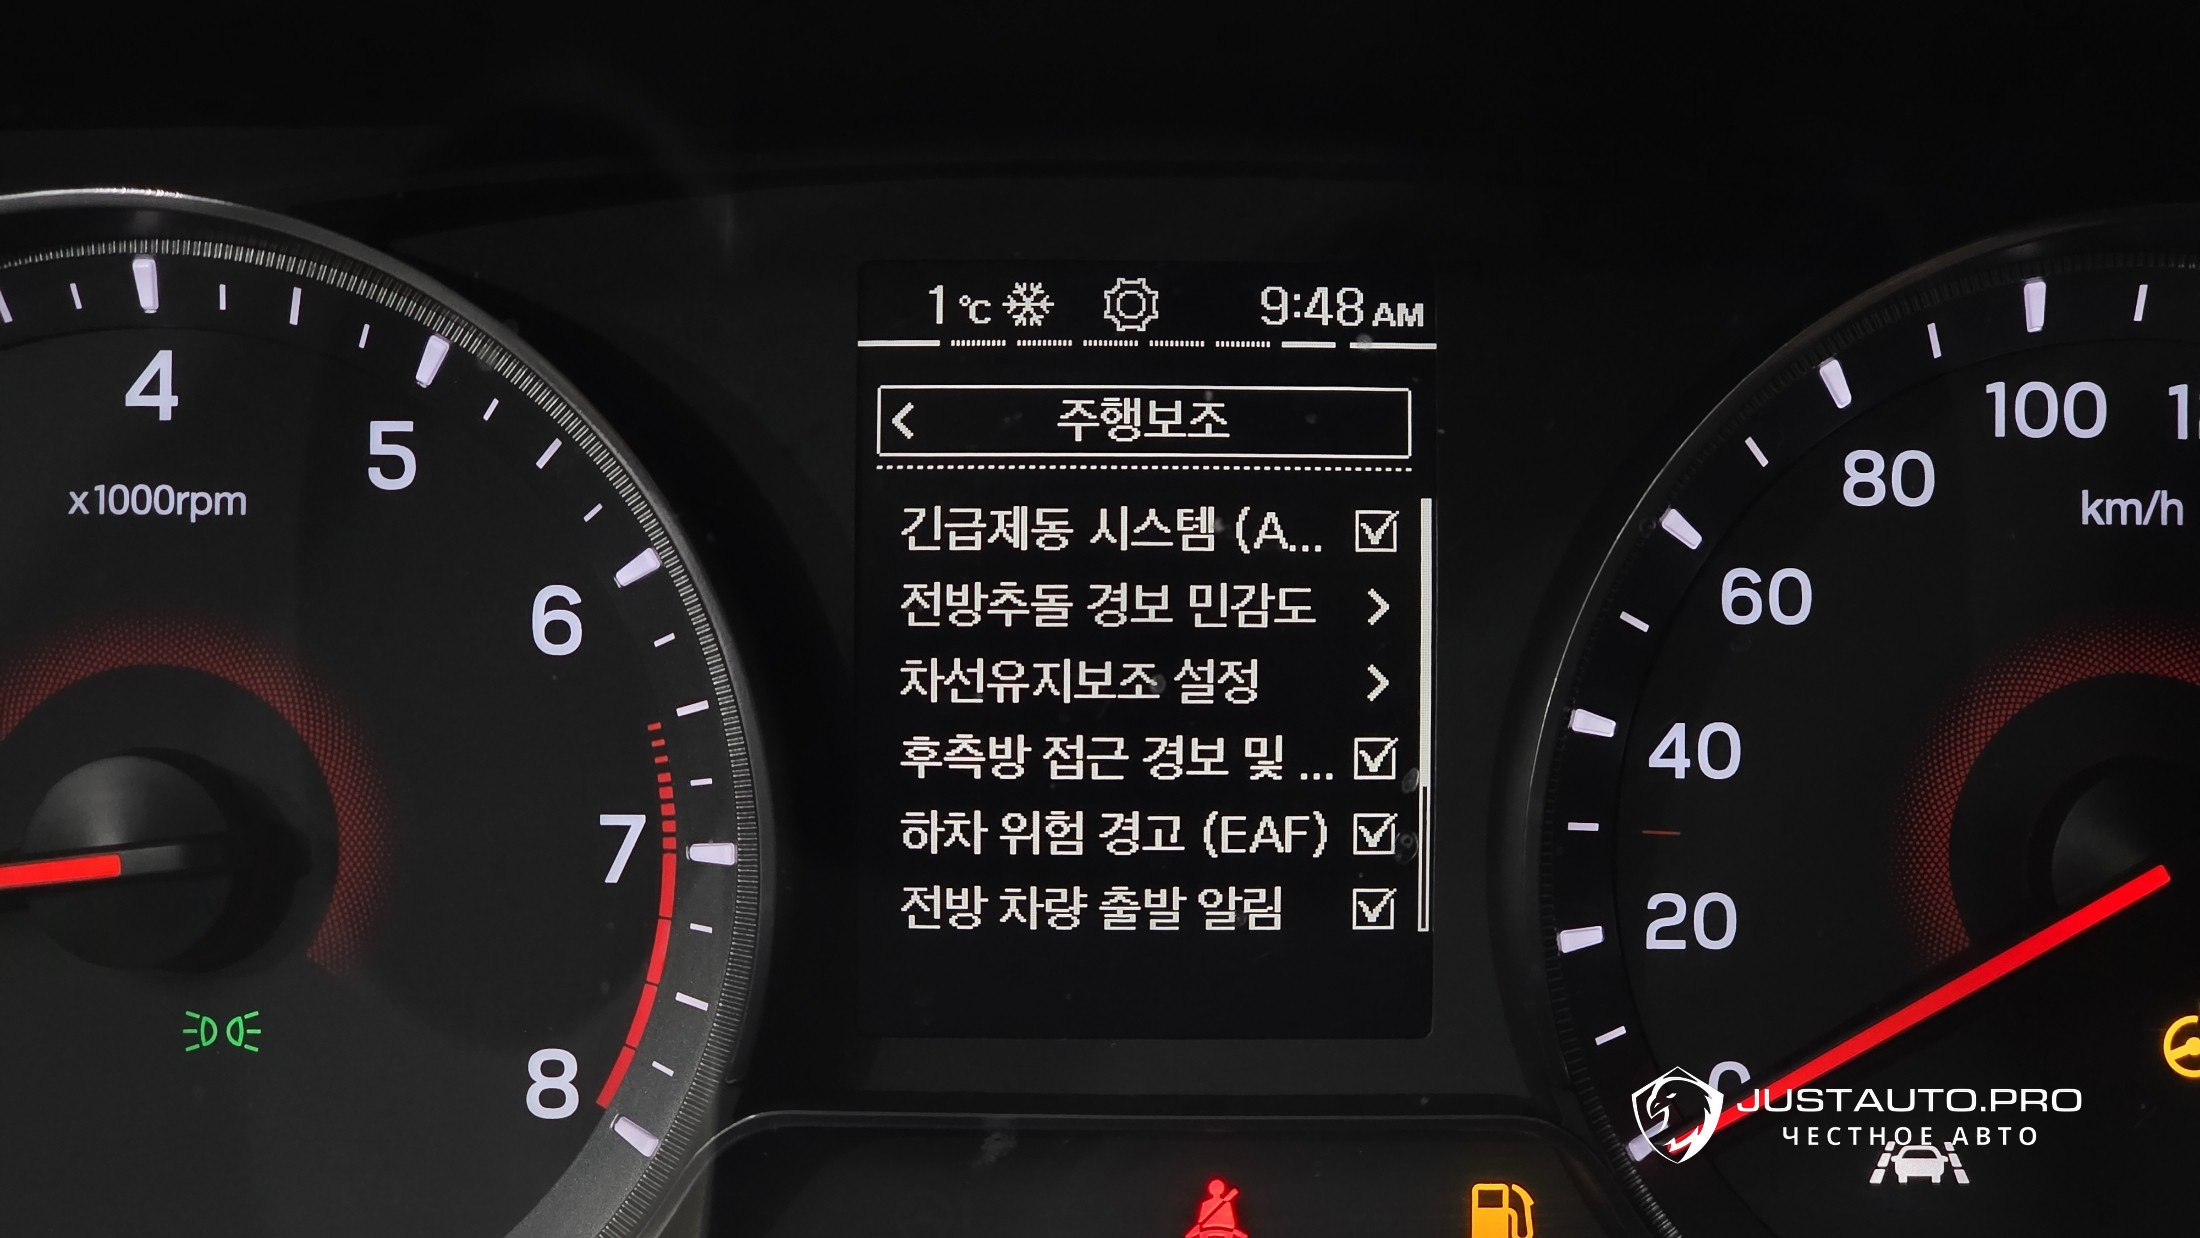 1 ℃ 9:48 AM
주행보조
긴급제동 시스템 (A...
전방추돌 경보 민감도
차선유지보조 설정
후측방 접근 경보 및 ...
하차 위험 경고 (EAF)
전방 차량 출발 알림
4
5
6
7
8
x1000rpm
100
80
60
40
20
0
km/h
JUSTAUTO.PRO
ЧЕСТНОЕ АВТО